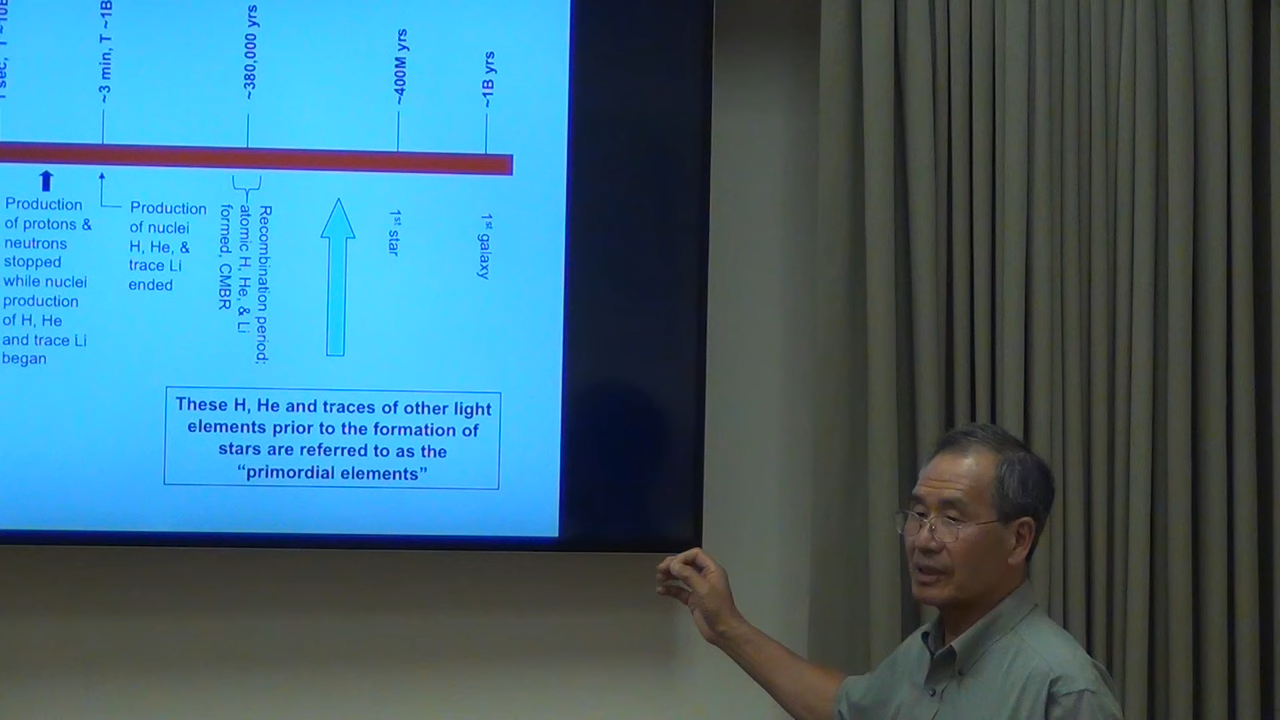 sec, T ~10B
~3 min, T ~1B
~380,000 yrs
~400M yrs
~1B yrs
Production
of protons &
neutrons
stopped
while nuclei
production
of H, He
and trace Li
began
Production
of nuclei
H, He, &
trace Li
ended
Recombination period;
atomic H, He, & Li
formed, CMBR
1st star
1st galaxy
These H, He and traces of other light
elements prior to the formation of
stars are referred to as the
“primordial elements”